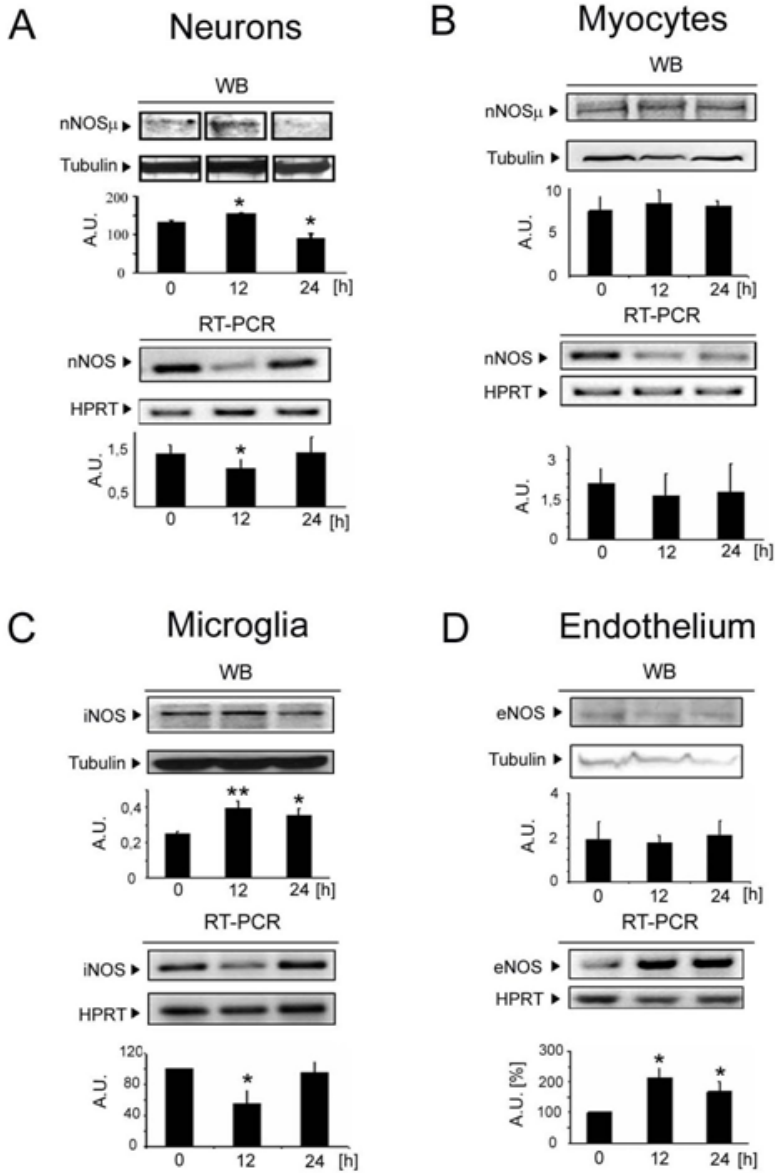 A Neurons
WB
nNOSµ
Tubulin
200
100
0
A.U.
* *
0 12 24 [h]
RT-PCR
nNOS
HPRT
1,5
0,5
A.U.
*
0 12 24 [h]
B Myocytes
WB
nNOSµ
Tubulin
10
5
0
A.U.
0 12 24 [h]
RT-PCR
nNOS
HPRT
3
1,5
0
A.U.
0 12 24 [h]
C Microglia
WB
iNOS
Tubulin
0,4
0,2
0
A.U.
** *
0 12 24 [h]
RT-PCR
iNOS
HPRT
120
80
40
0
A.U.
*
0 12 24 [h]
D Endothelium
WB
eNOS
Tubulin
4
2
0
A.U.
0 12 24 [h]
RT-PCR
eNOS
HPRT
300
200
100
0
A.U. [%]
* *
0 12 24 [h]